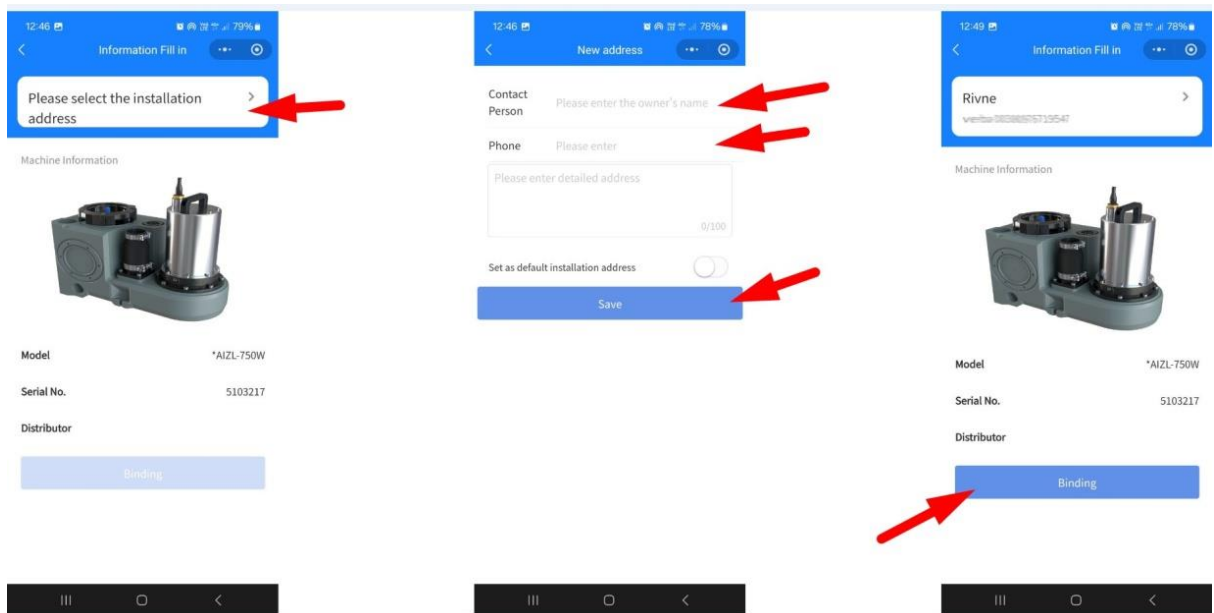 12:46
79%
Information Fill in
Please select the installation
address
Machine Information
Model *AIZL-750W
Serial No. 5103217
Distributor
Binding
12:46
78%
New address
Contact
Person
Please enter the owner's name
Phone Please enter
Please enter detailed address
0/100
Set as default installation address
Save
12:49
78%
Information Fill in
Rivne
Machine Information
Model *AIZL-750W
Serial No. 5103217
Distributor
Binding